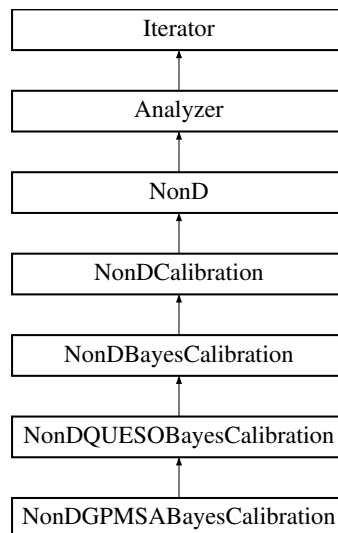 Iterator
Analyzer
NonD
NonDCalibration
NonDBayesCalibration
NonDQUESOBayesCalibration
NonDGPMSABayesCalibration